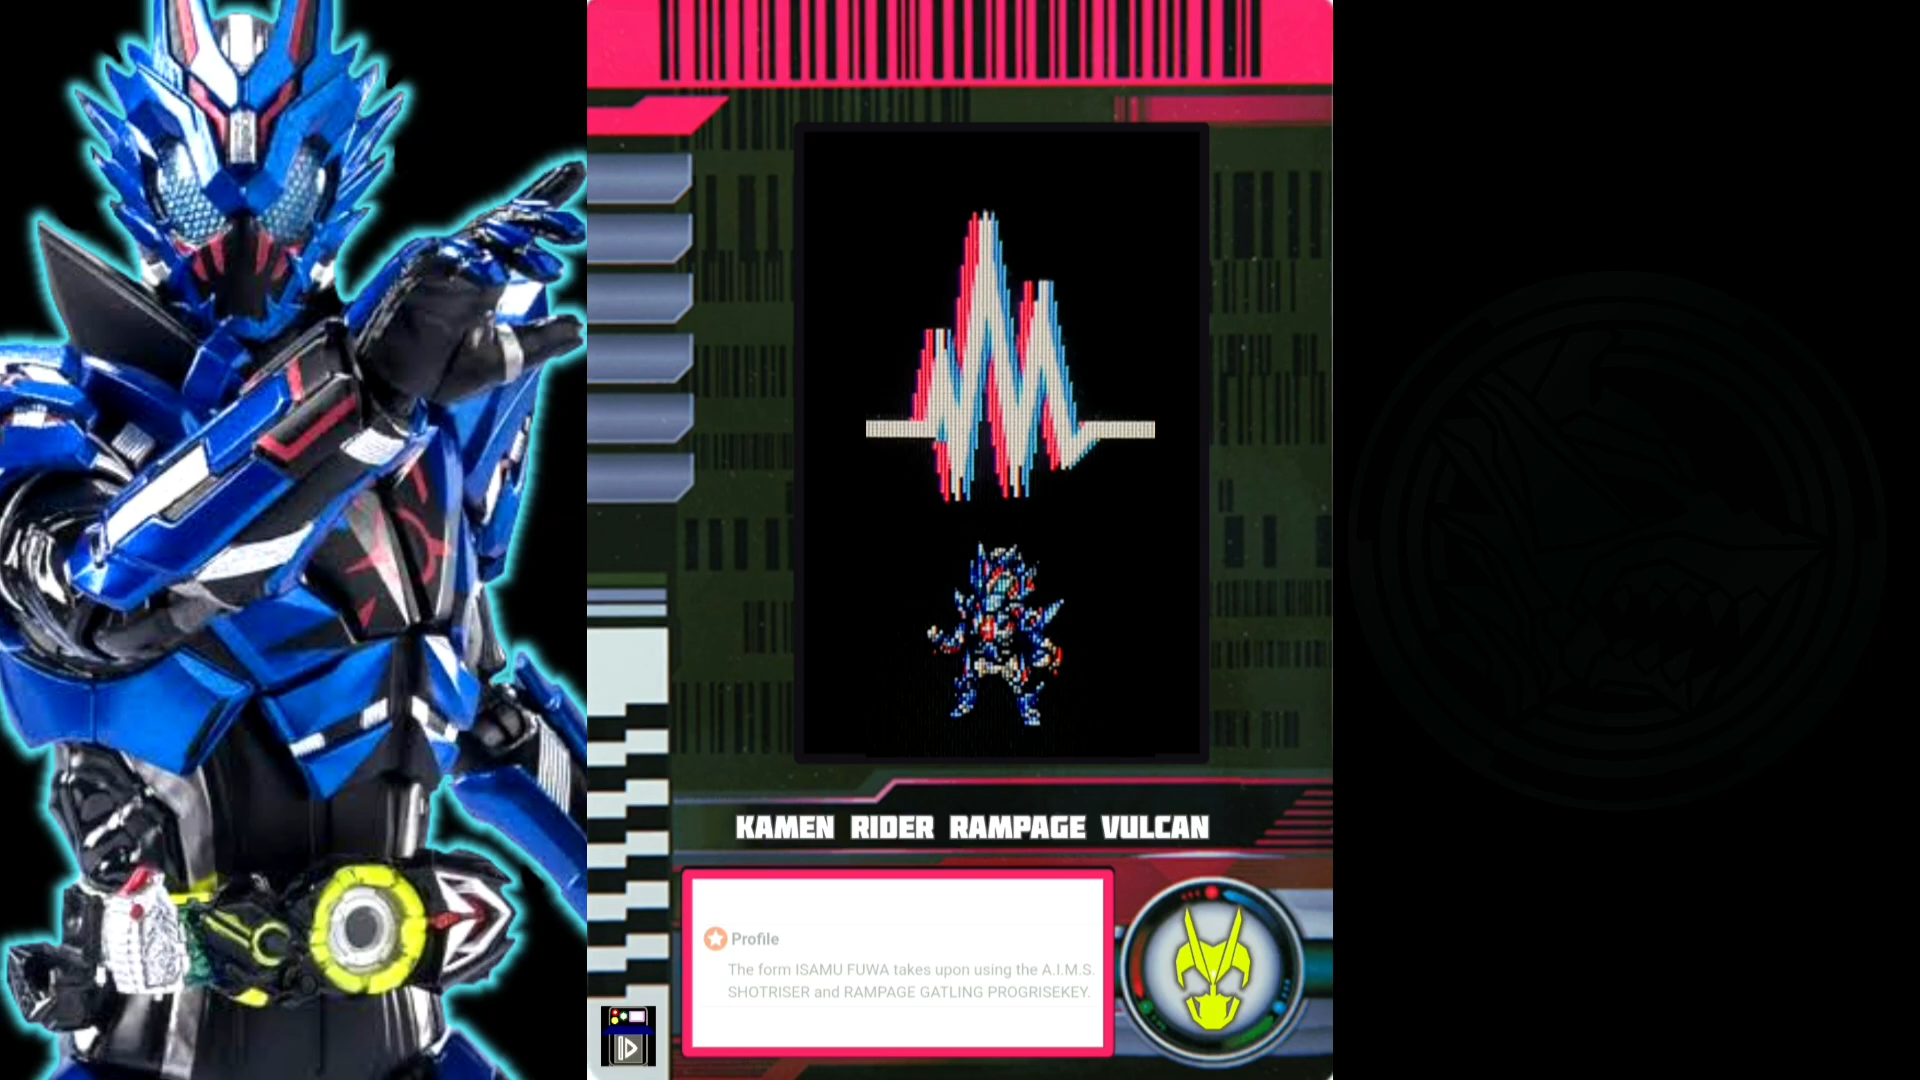 KAMEN RIDER RAMPAGE VULCAN
Profile
The form ISAMU FUWA takes upon using the A.I.M.S.
SHOTRISER and RAMPAGE GATLING PROGRISEKEY.